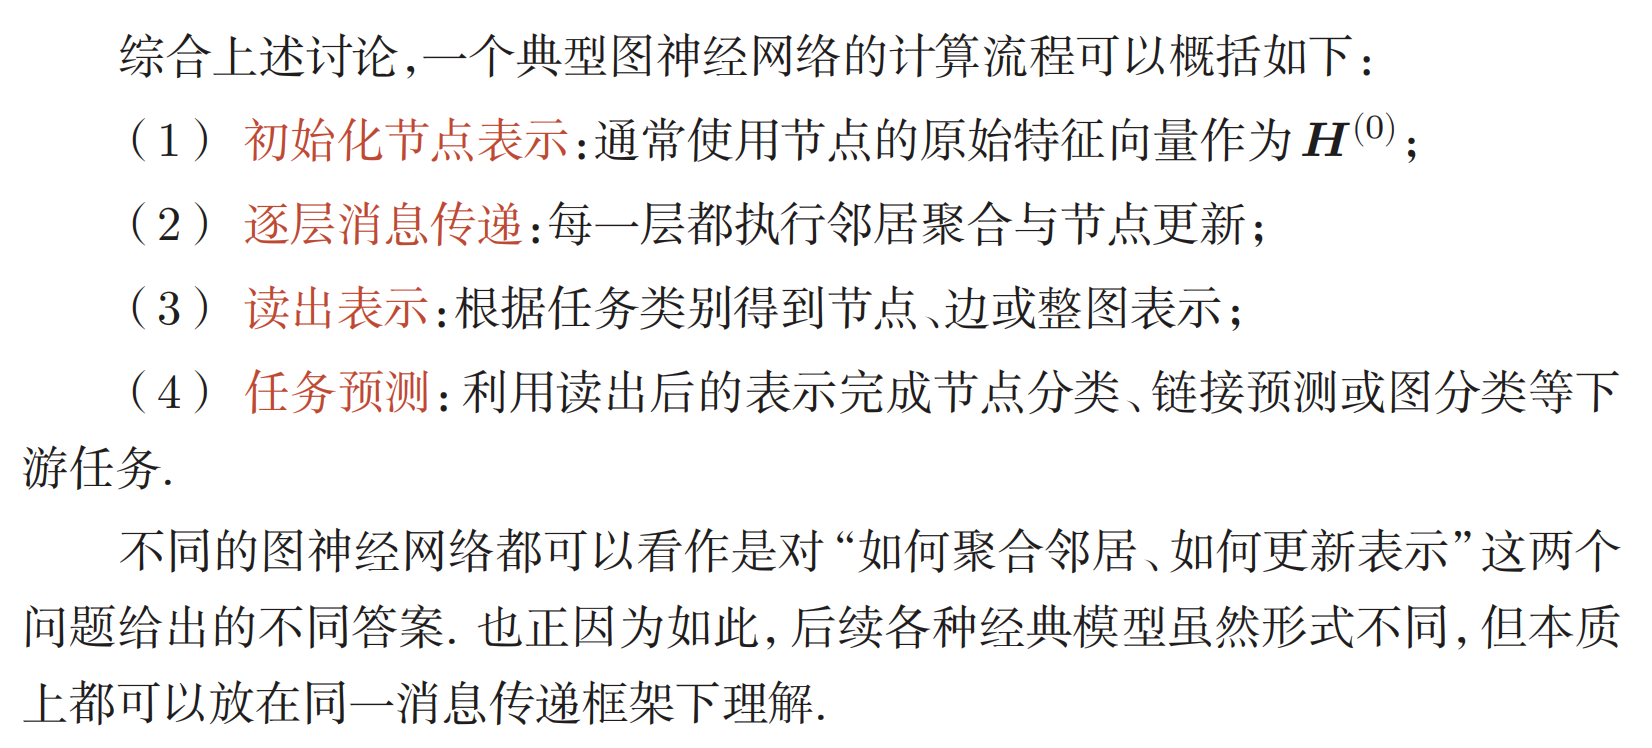 综合上述讨论,一个典型图神经网络的计算流程可以概括如下:
(1) 初始化节点表示:通常使用节点的原始特征向量作为 H^(0);
(2) 逐层消息传递:每一层都执行邻居聚合与节点更新;
(3) 读出表示:根据任务类别得到节点、边或整图表示;
(4) 任务预测:利用读出后的表示完成节点分类、链接预测或图分类等下
游任务.
不同的图神经网络都可以看作是对“如何聚合邻居、如何更新表示”这两个
问题给出的不同答案. 也正因为如此, 后续各种经典模型虽然形式不同, 但本质
上都可以放在同一消息传递框架下理解.